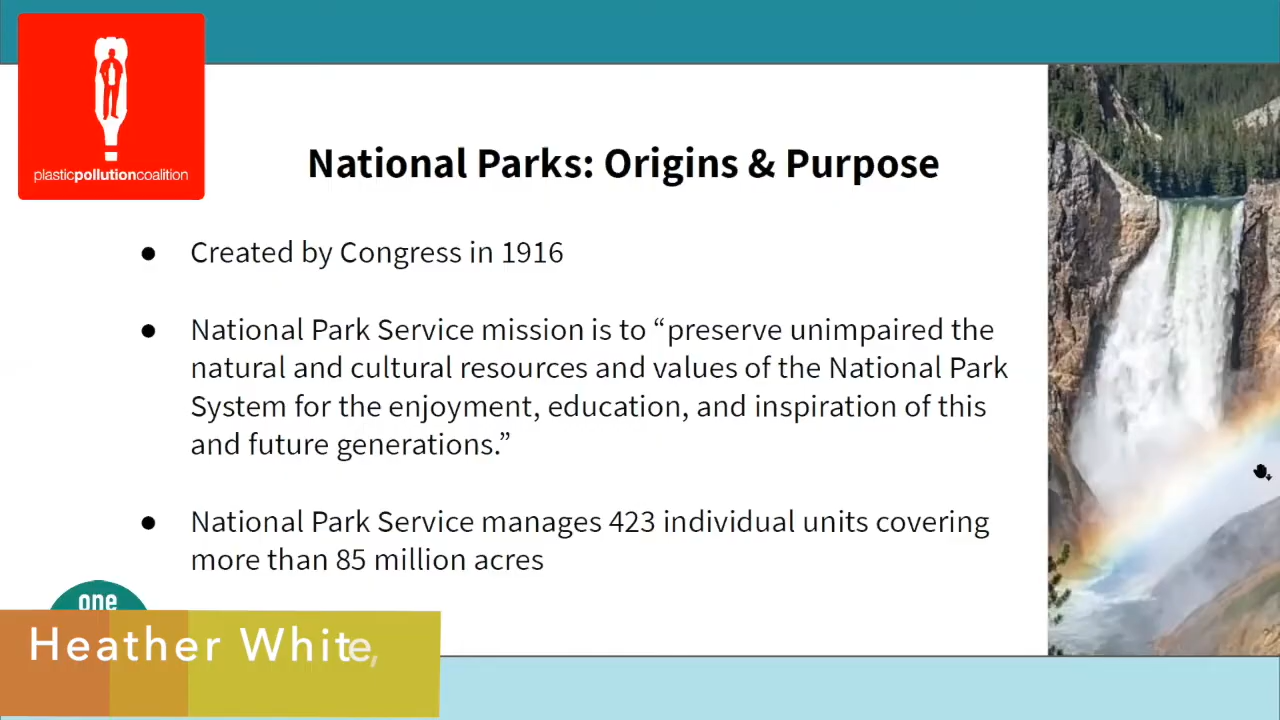 plasticpollutioncoalition
National Parks: Origins & Purpose
● Created by Congress in 1916
● National Park Service mission is to “preserve unimpaired the
natural and cultural resources and values of the National Park
System for the enjoyment, education, and inspiration of this
and future generations.”
● National Park Service manages 423 individual units covering
more than 85 million acres
one
Heather White,